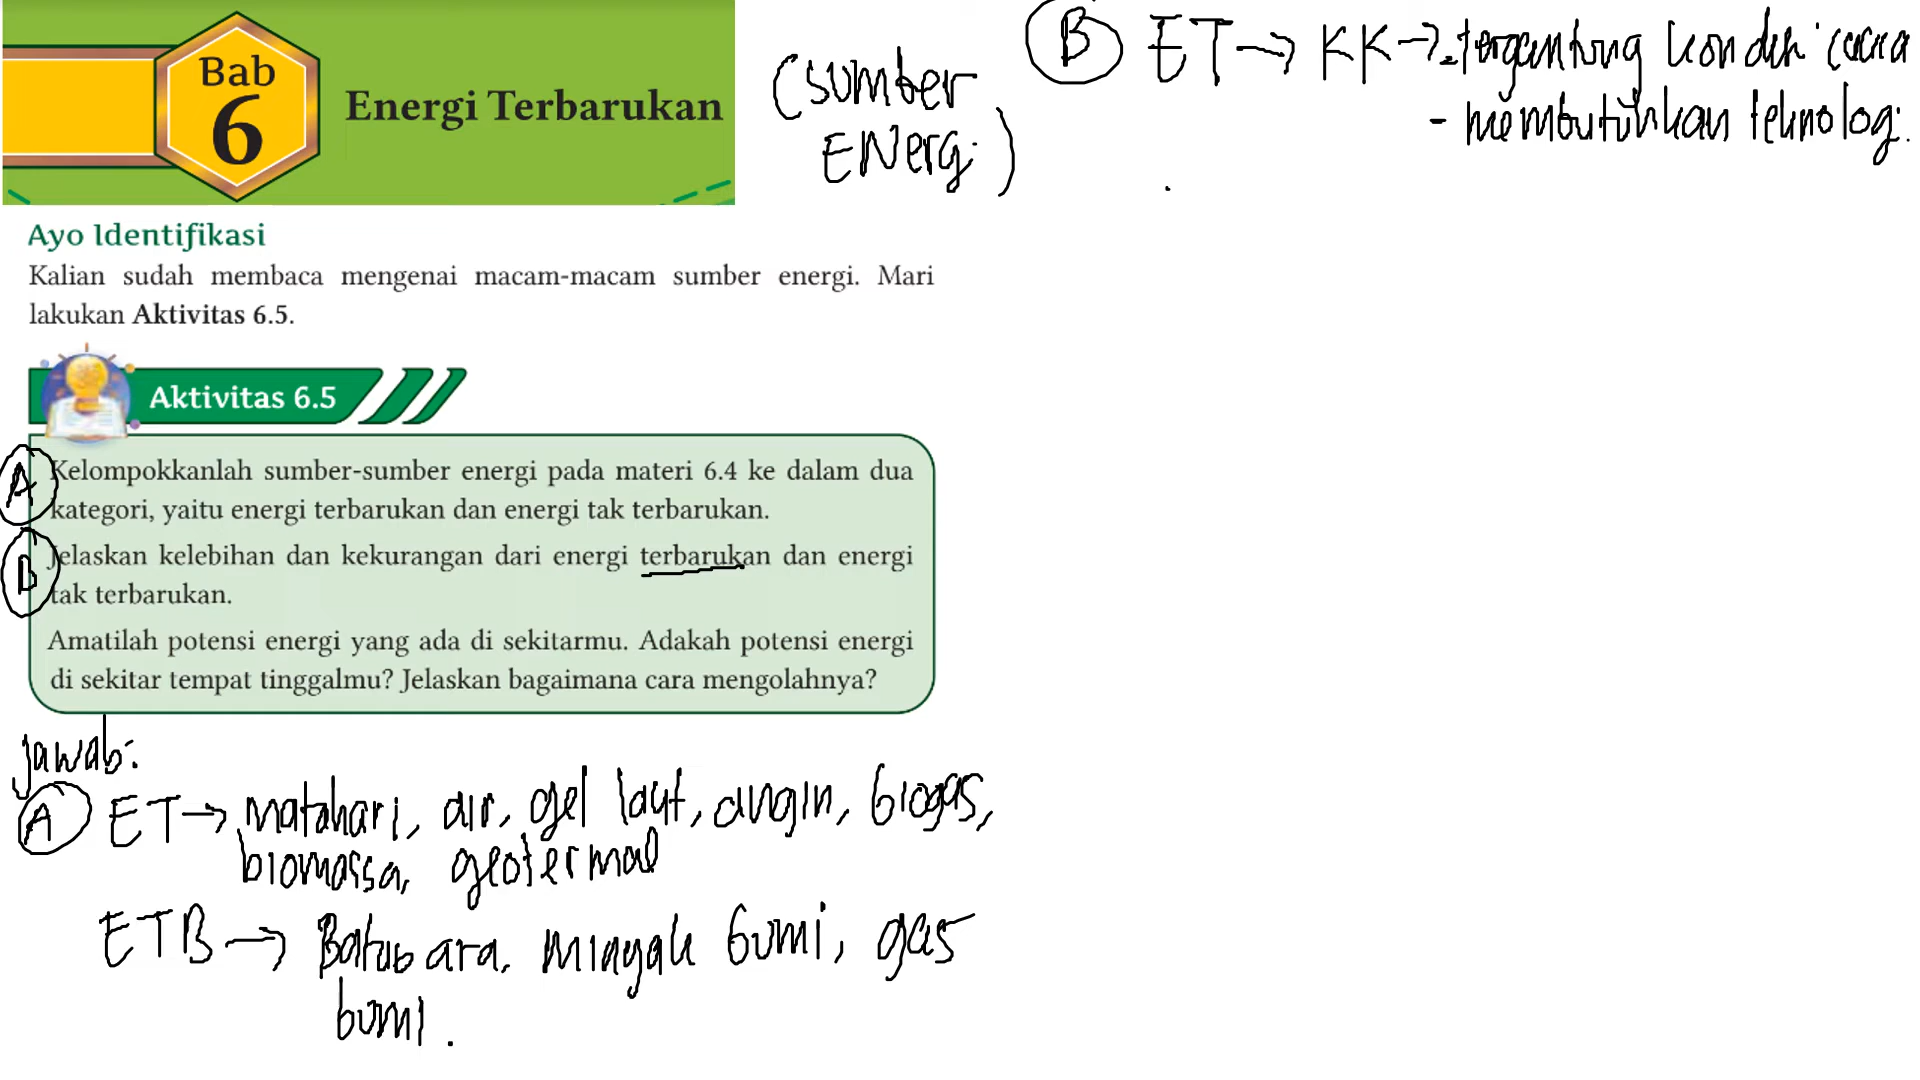 Bab
6
Energi Terbarukan
(sumber
ENergi)
Ayo Identifikasi
Kalian sudah membaca mengenai macam-macam sumber energi. Mari
lakukan Aktivitas 6.5.
Aktivitas 6.5
A
Kelompokkanlah sumber-sumber energi pada materi 6.4 ke dalam dua
kategori, yaitu energi terbarukan dan energi tak terbarukan.
B
Jelaskan kelebihan dan kekurangan dari energi terbarukan dan energi
tak terbarukan.
Amatilah potensi energi yang ada di sekitarmu. Adakah potensi energi
di sekitar tempat tinggalmu? Jelaskan bagaimana cara mengolahnya?
jawab:
A ET → matahari, air, gel laut, angin, biogas,
biomassa, geotermal
ETB → Batubara, minyak bumi, gas
bumi.
B ET → KK → - tergantung kondisi cuaca
- membutuhkan teknologi